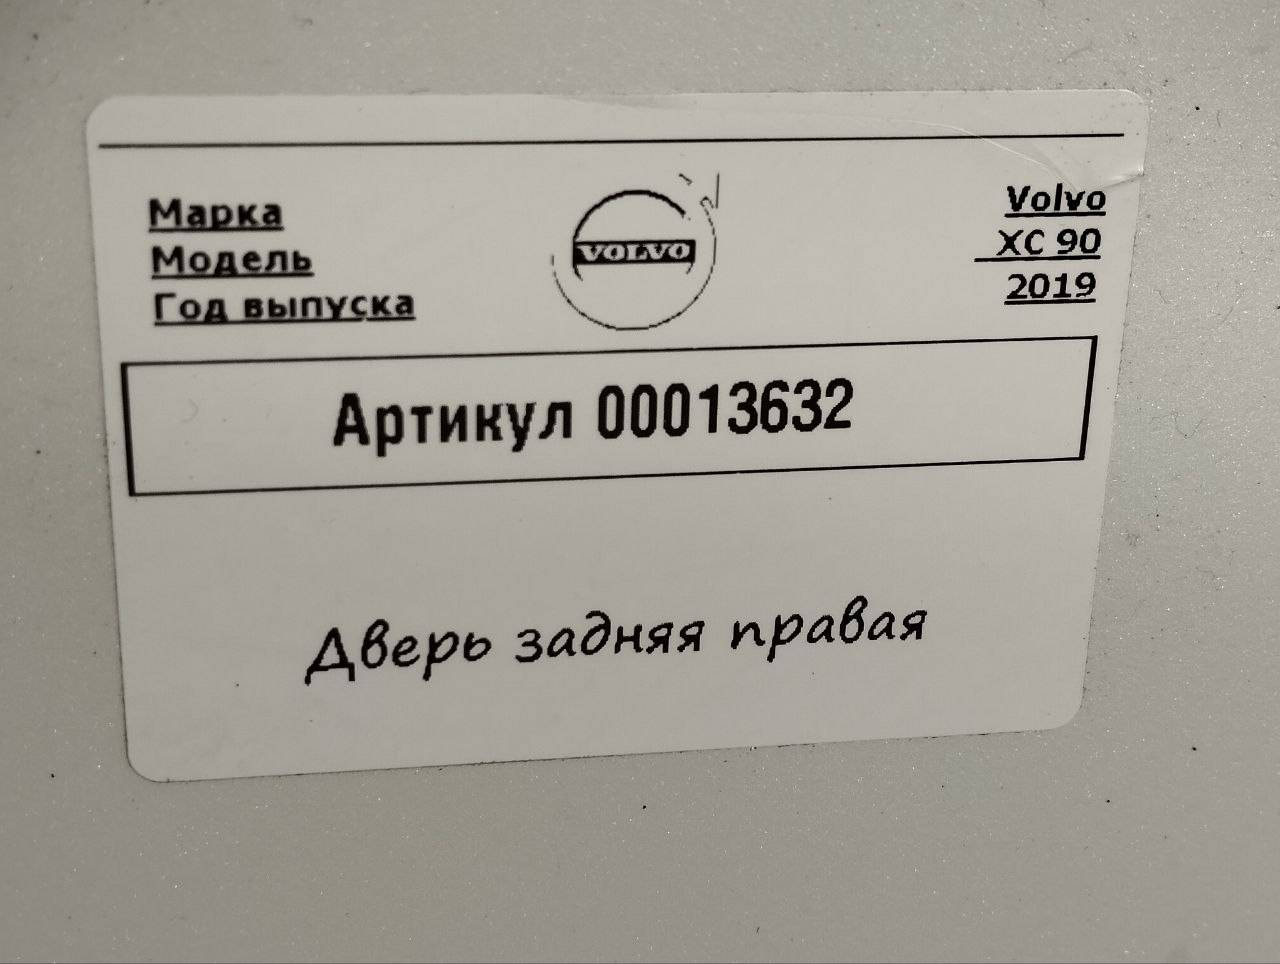 Марка
Модель
Год выпуска
VOLVO
Volvo
XC 90
2019
Артикул 00013632
Дверь задняя правая